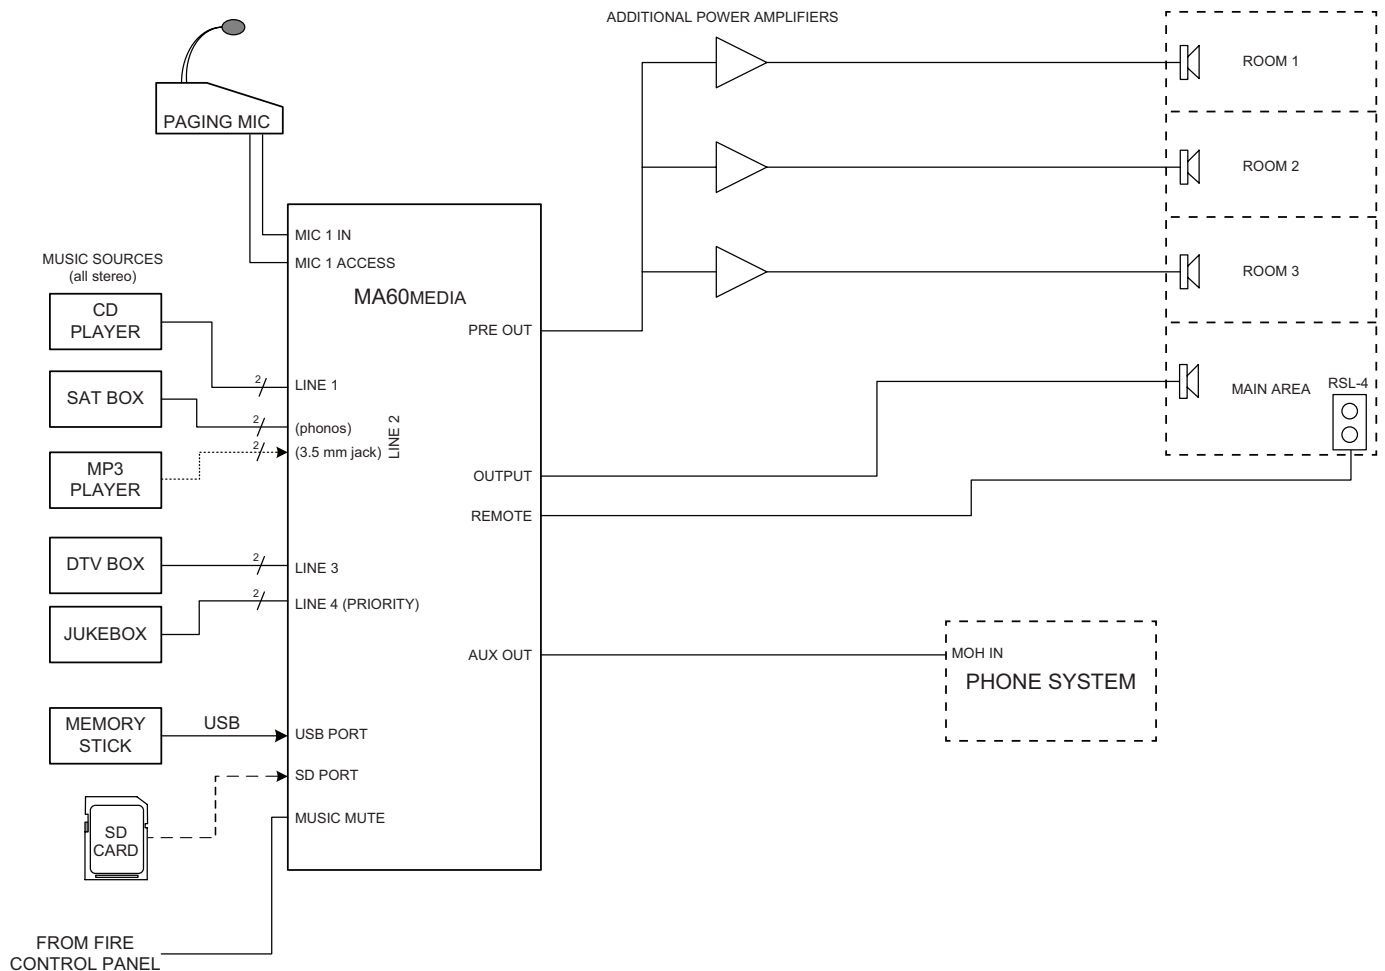 ADDITIONAL POWER AMPLIFIERS
ROOM 1
PAGING MIC
ROOM 2
MIC 1 IN
MUSIC SOURCES
(all stereo)
MIC 1 ACCESS
ROOM 3
CD
PLAYER
MA60MEDIA
PRE OUT
2
LINE 1
MAIN AREA
RSL-4
SAT BOX
2
(phonos)
LINE 2
2
(3.5 mm jack)
MP3
PLAYER
OUTPUT
REMOTE
DTV BOX
2
LINE 3
2
LINE 4 (PRIORITY)
JUKEBOX
AUX OUT
MOH IN
PHONE SYSTEM
MEMORY
STICK
USB
USB PORT
SD PORT
MUSIC MUTE
SD
CARD
FROM FIRE
CONTROL PANEL